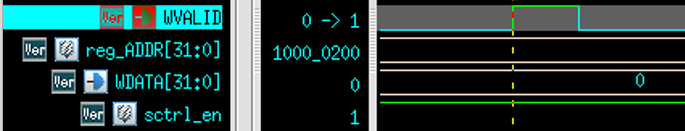 Ver WVALID 0 -> 1
Ver reg_ADDR[31:0] 1000_0200
Ver WDATA[31:0] 0 0
Ver sctrl_en 1